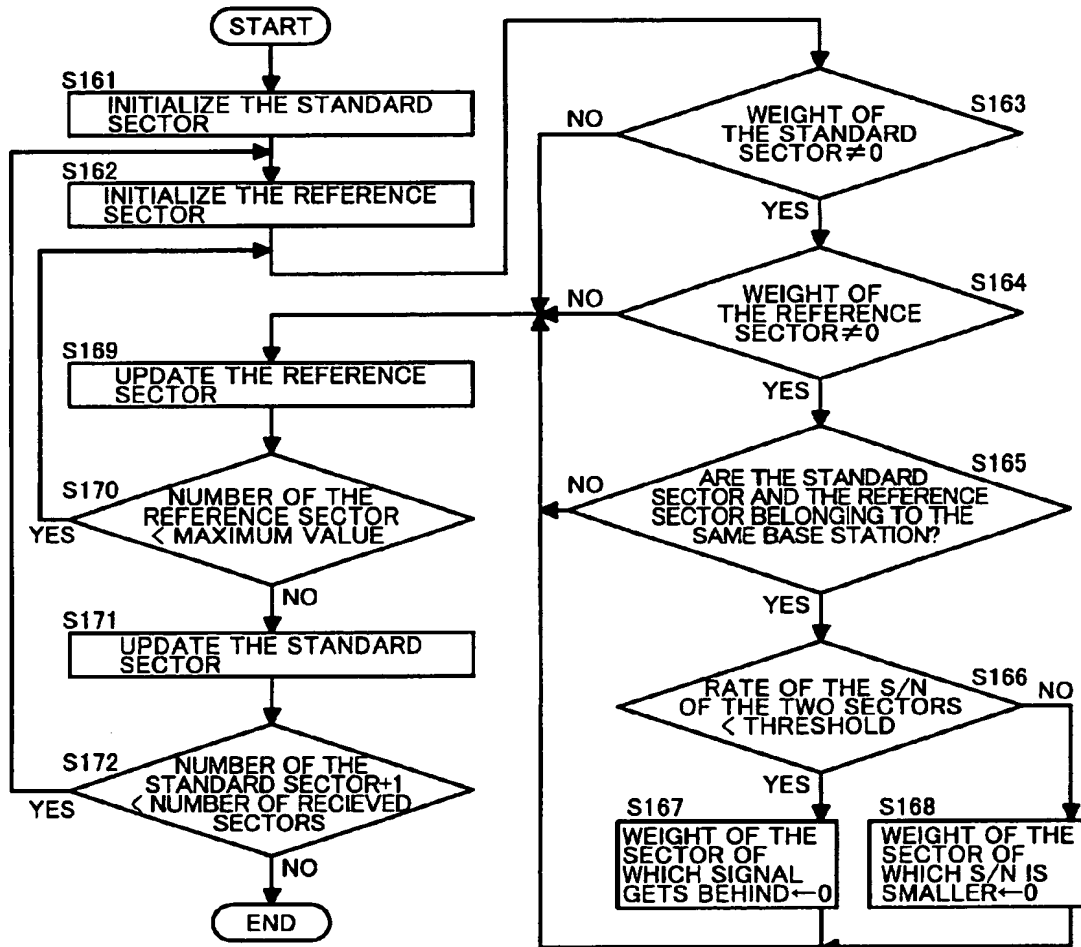 START
S161
INITIALIZE THE STANDARD
SECTOR
S162
INITIALIZE THE REFERENCE
SECTOR
S169
UPDATE THE REFERENCE
SECTOR
S170
NUMBER OF THE
REFERENCE SECTOR
< MAXIMUM VALUE
YES
NO
S171
UPDATE THE STANDARD
SECTOR
S172
NUMBER OF THE
STANDARD SECTOR+1
< NUMBER OF RECIEVED
SECTORS
YES
NO
END
S163
WEIGHT OF
THE STANDARD
SECTOR≠0
NO
YES
S164
WEIGHT OF
THE REFERENCE
SECTOR≠0
NO
YES
S165
ARE THE STANDARD
SECTOR AND THE REFERENCE
SECTOR BELONGING TO THE
SAME BASE STATION?
NO
YES
S166
RATE OF THE S/N
OF THE TWO SECTORS
< THRESHOLD
NO
YES
S167
WEIGHT OF THE
SECTOR OF
WHICH SIGNAL
GETS BEHIND←0
S168
WEIGHT OF THE
SECTOR OF
WHICH S/N IS
SMALLER←0